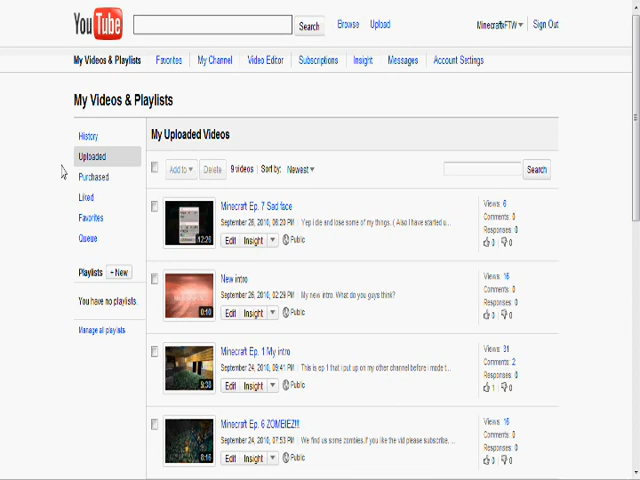 YouTube Search Browse Upload MinecraftxFTW Sign Out
My Videos & Playlists Favorites My Channel Video Editor Subscriptions Insight Messages Account Settings
My Videos & Playlists
History
Uploaded
Purchased
Liked
Favorites
Queue
Playlists + New
You have no playlists.
Manage all playlists
My Uploaded Videos
Add to Delete 9 videos Sort by: Newest Search
Minecraft Ep. 7 Sad face
September 28, 2010, 08:20 PM Yep i die and lose some of my things. ( Also I have started u...
12:26
Edit Insight Public
Views: 6
Comments: 0
Responses: 0
0 0
New intro
September 26, 2010, 02:29 PM My new intro. What do you guys think?
0:10
Edit Insight Public
Views: 16
Comments: 0
Responses: 0
0 0
Minecraft Ep. 1 My intro
September 24, 2010, 09:41 PM This is ep 1 that i put up on my other channel before i made t...
9:38
Edit Insight Public
Views: 31
Comments: 2
Responses: 0
1 0
Minecraft Ep. 6 ZOMBIEZ!!!
September 24, 2010, 07:53 PM We find us some zombies.If you like the vid please subscribe, ...
8:16
Edit Insight Public
Views: 16
Comments: 0
Responses: 0
0 0